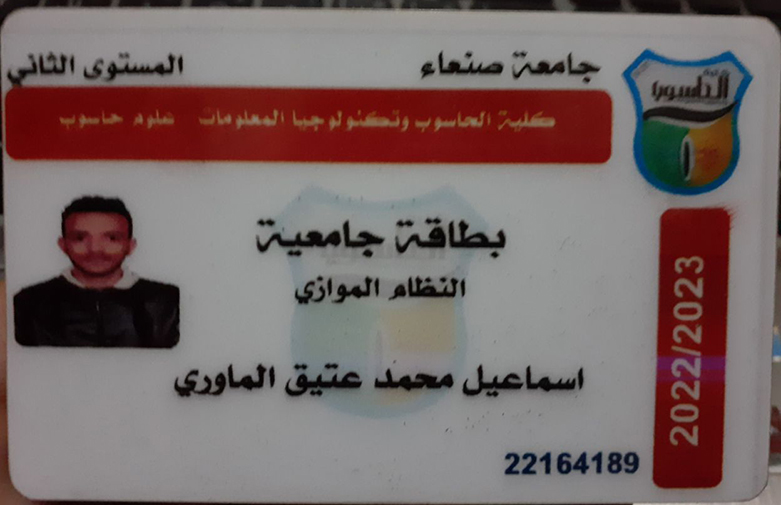 جامعة صنعاء
المستوى الثاني
الحاسوب
كلية الحاسوب وتكنولوجيا المعلومات علوم حاسوب
بطاقة جامعية
النظام الموازي
اسماعيل محمد عتيق الماوري
2022/2023
22164189